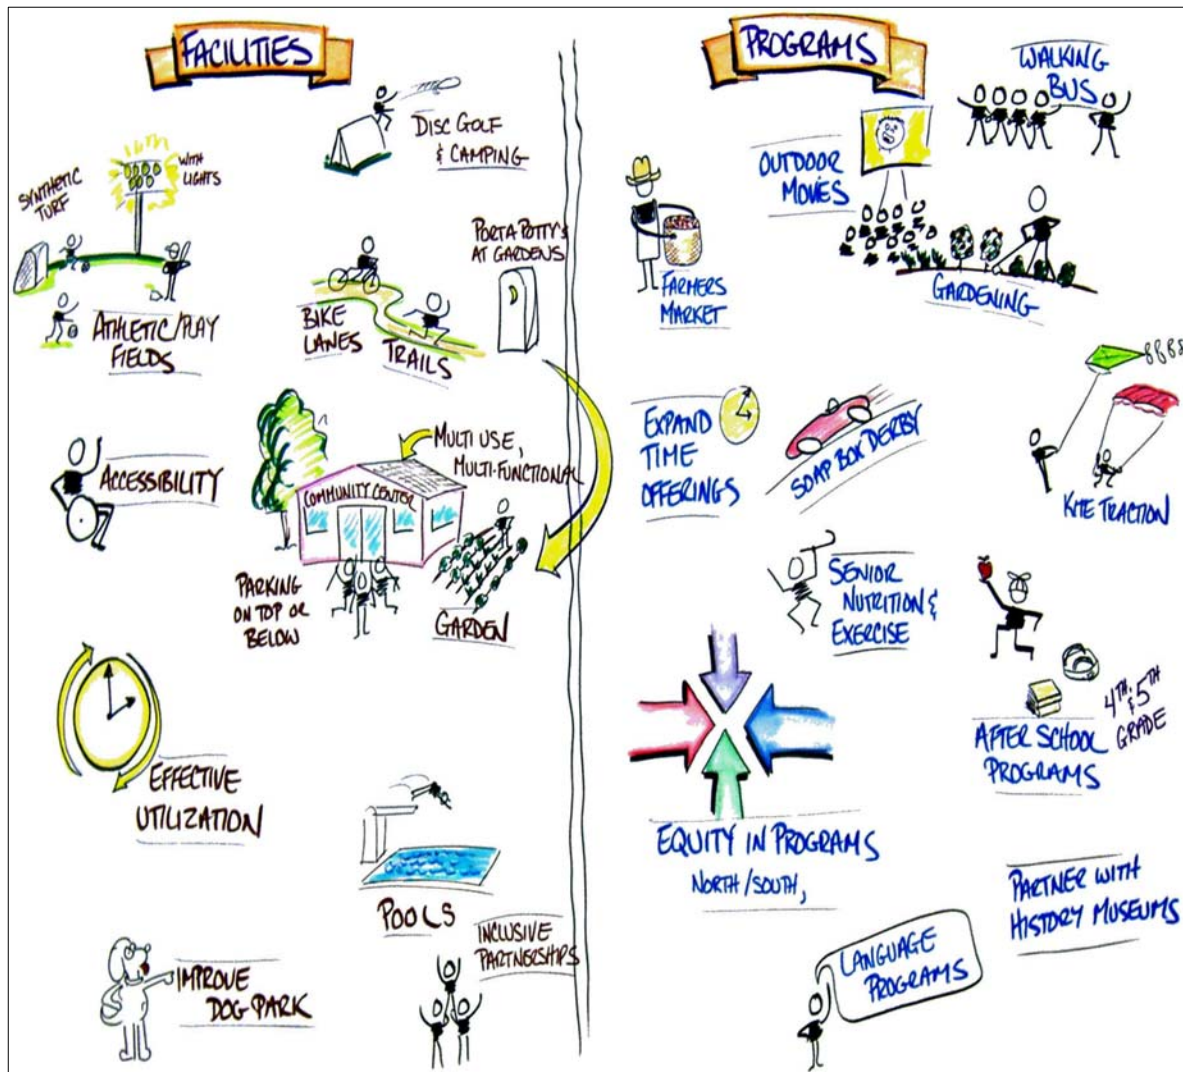 FACILITIES
DISC GOLF
& CAMPING
SYNTHETIC
TURF
WITH
LIGHTS
ATHLETIC/PLAY
FIELDS
BIKE
LANES
TRAILS
PORTA POTTY'S
AT GARDENS
ACCESSIBILITY
MULTI USE,
MULTI-FUNCTIONAL
COMMUNITY CENTER
PARKING
ON TOP OR
BELOW
GARDEN
EFFECTIVE
UTILIZATION
POOLS
IMPROVE
DOG PARK
INCLUSIVE
PARTNERSHIPS
PROGRAMS
WALKING
BUS
OUTDOOR
MOVIES
FARMERS
MARKET
GARDENING
EXPAND
TIME
OFFERINGS
SOAP BOX DERBY
KITE TRACTION
SENIOR
NUTRITION &
EXERCISE
4TH & 5TH
GRADE
AFTER SCHOOL
PROGRAMS
EQUITY IN PROGRAMS
NORTH/SOUTH,
PARTNER WITH
HISTORY MUSEUMS
LANGUAGE
PROGRAMS